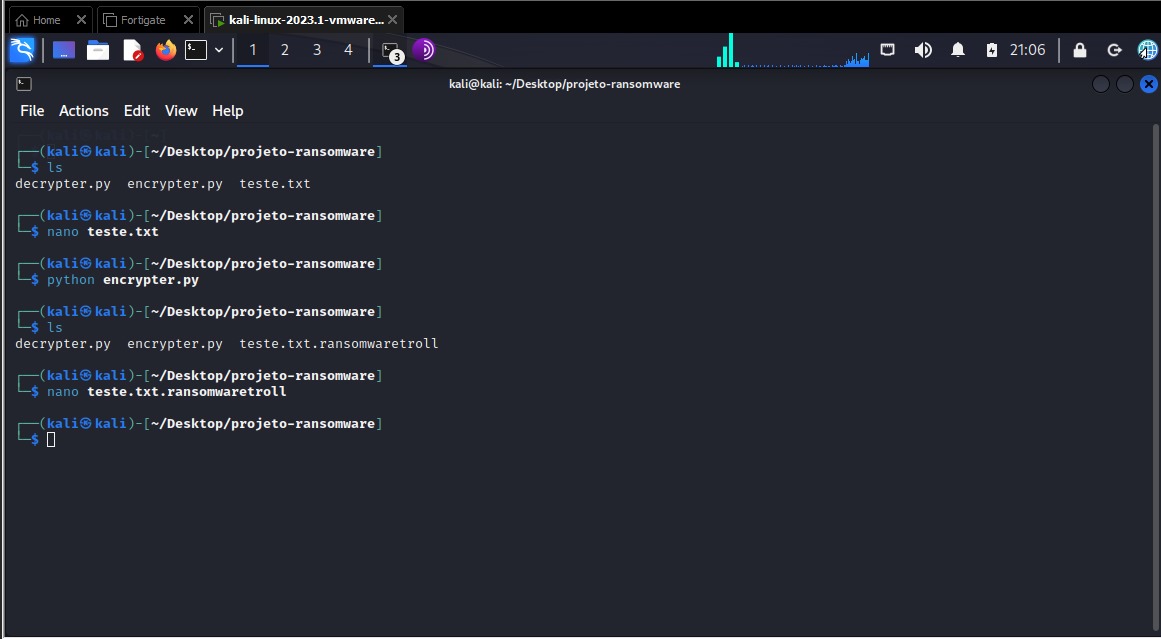 Home Fortigate kali-linux-2023.1-vmware...
1 2 3 4 3 21:06
kali@kali: ~/Desktop/projeto-ransomware
File Actions Edit View Help
┌──(kali㉿kali)-[~/Desktop/projeto-ransomware]
└─$ ls
decrypter.py encrypter.py teste.txt
┌──(kali㉿kali)-[~/Desktop/projeto-ransomware]
└─$ nano teste.txt
┌──(kali㉿kali)-[~/Desktop/projeto-ransomware]
└─$ python encrypter.py
┌──(kali㉿kali)-[~/Desktop/projeto-ransomware]
└─$ ls
decrypter.py encrypter.py teste.txt.ransomwaretroll
┌──(kali㉿kali)-[~/Desktop/projeto-ransomware]
└─$ nano teste.txt.ransomwaretroll
┌──(kali㉿kali)-[~/Desktop/projeto-ransomware]
└─$